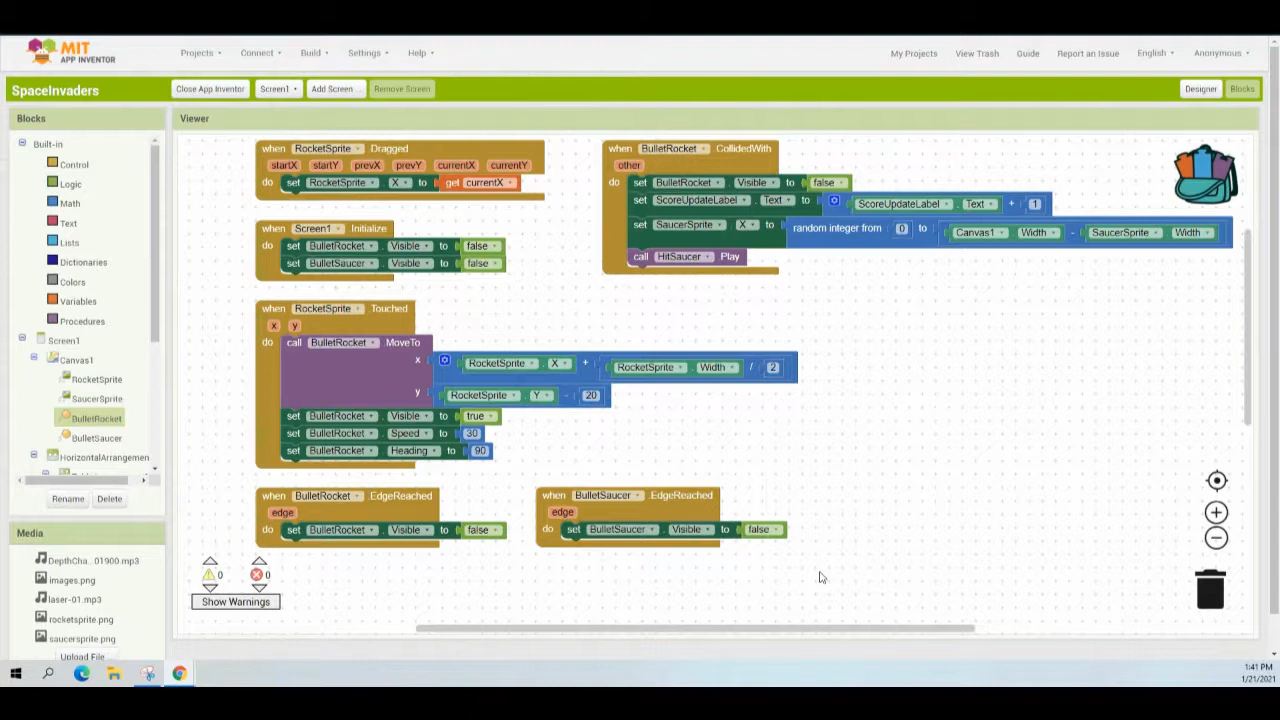 MIT
APP INVENTOR
Projects Connect Build Settings Help
My Projects View Trash Guide Report an Issue English Anonymous
SpaceInvaders
Close App Inventor Screen1 Add Screen ... Remove Screen
Designer Blocks
Blocks
Built-in
Control
Logic
Math
Text
Lists
Dictionaries
Colors
Variables
Procedures
Screen1
Canvas1
RocketSprite
SaucerSprite
BulletRocket
BulletSaucer
HorizontalArrangemen
Rename Delete
Media
DepthCha...01900.mp3
images.png
laser-01.mp3
rocketsprite.png
saucersprite.png
Upload File ...
Viewer
when RocketSprite . Dragged
startX startY prevX prevY currentX currentY
do set RocketSprite . X to get currentX
when Screen1 . Initialize
do set BulletRocket . Visible to false
set BulletSaucer . Visible to false
when RocketSprite . Touched
x y
do call BulletRocket . MoveTo
x RocketSprite . X + RocketSprite . Width / 2
y RocketSprite . Y - 20
set BulletRocket . Visible to true
set BulletRocket . Speed to 30
set BulletRocket . Heading to 90
when BulletRocket . EdgeReached
edge
do set BulletRocket . Visible to false
when BulletSaucer . EdgeReached
edge
do set BulletSaucer . Visible to false
when BulletRocket . CollidedWith
other
do set BulletRocket . Visible to false
set ScoreUpdateLabel . Text to ScoreUpdateLabel . Text + 1
set SaucerSprite . X to random integer from 0 to Canvas1 . Width - SaucerSprite . Width
call HitSaucer . Play
0 0
Show Warnings
1:41 PM
1/21/2021